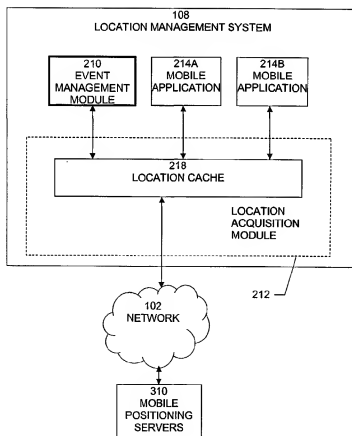 108
LOCATION MANAGEMENT SYSTEM
210
EVENT
MANAGEMENT
MODULE
214A
MOBILE
APPLICATION
214B
MOBILE
APPLICATION
218
LOCATION CACHE
LOCATION
ACQUISITION
MODULE
212
102
NETWORK
310
MOBILE
POSITIONING
SERVERS